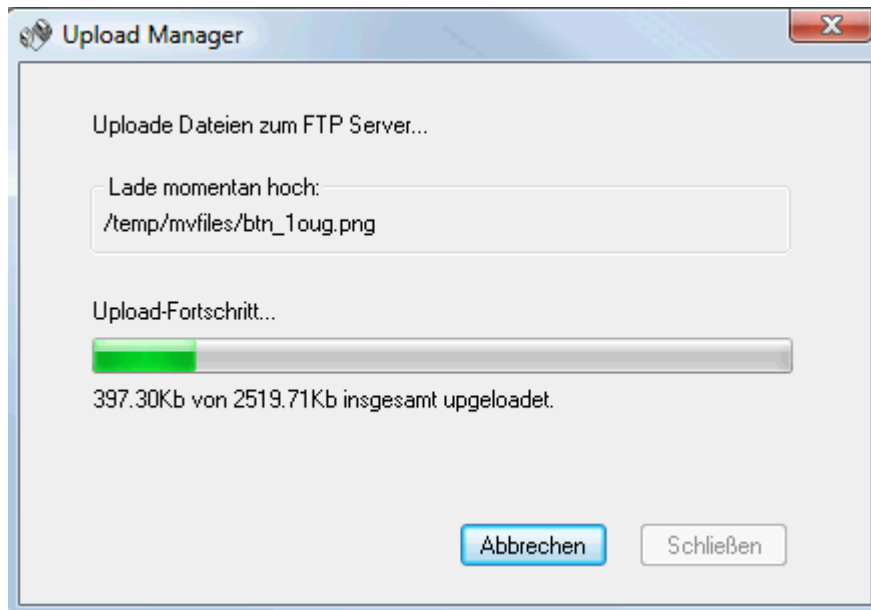 Upload Manager
Uploade Dateien zum FTP Server...
Lade momentan hoch:
/temp/mvfiles/btn_1oug.png
Upload-Fortschritt...
397.30Kb von 2519.71Kb insgesamt upgeloadet.
Abbrechen
Schließen